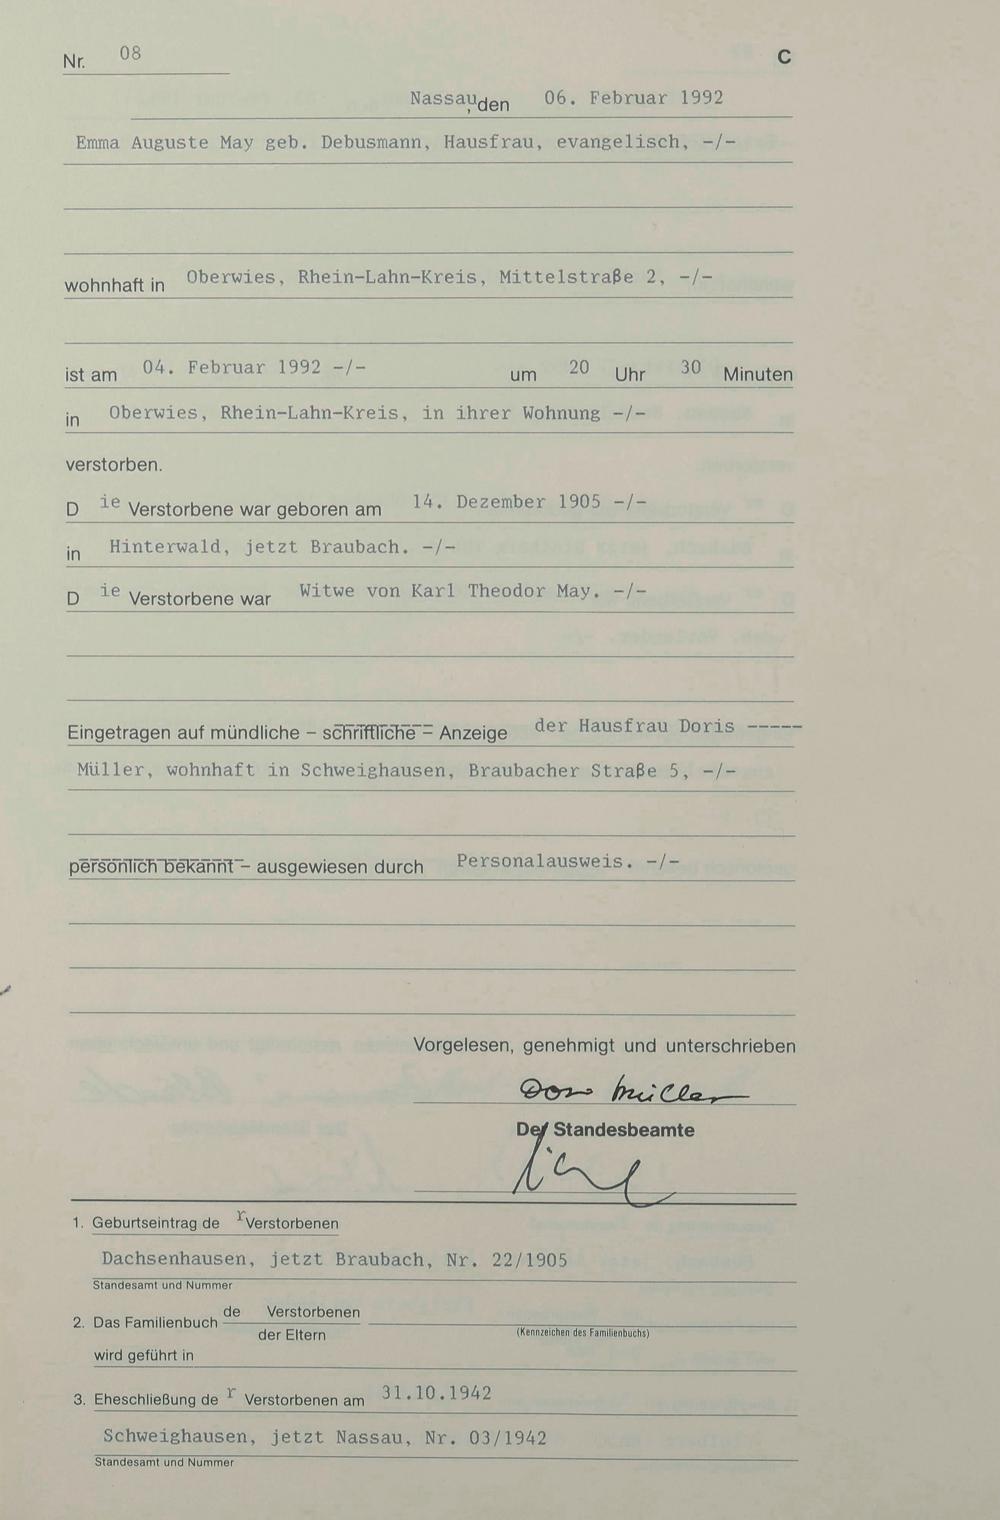 Nr. 08 C
Nassau, den 06. Februar 1992
Emma Auguste May geb. Debusmann, Hausfrau, evangelisch, -/-
wohnhaft in Oberwies, Rhein-Lahn-Kreis, Mittelstraße 2, -/-
ist am 04. Februar 1992 -/- um 20 Uhr 30 Minuten
in Oberwies, Rhein-Lahn-Kreis, in ihrer Wohnung -/-
verstorben.
D ie Verstorbene war geboren am 14. Dezember 1905 -/-
in Hinterwald, jetzt Braubach. -/-
D ie Verstorbene war Witwe von Karl Theodor May. -/-
Eingetragen auf mündliche – schriftliche – Anzeige der Hausfrau Doris -----
Müller, wohnhaft in Schweighausen, Braubacher Straße 5, -/-
persönlich bekannt – ausgewiesen durch Personalausweis. -/-
Vorgelesen, genehmigt und unterschrieben
Doris Müller
Der Standesbeamte
1. Geburtseintrag de r Verstorbenen
Dachsenhausen, jetzt Braubach, Nr. 22/1905
Standesamt und Nummer
2. Das Familienbuch de Verstorbenen
der Eltern
(Kennzeichen des Familienbuchs)
wird geführt in
3. Eheschließung de r Verstorbenen am 31.10.1942
Schweighausen, jetzt Nassau, Nr. 03/1942
Standesamt und Nummer